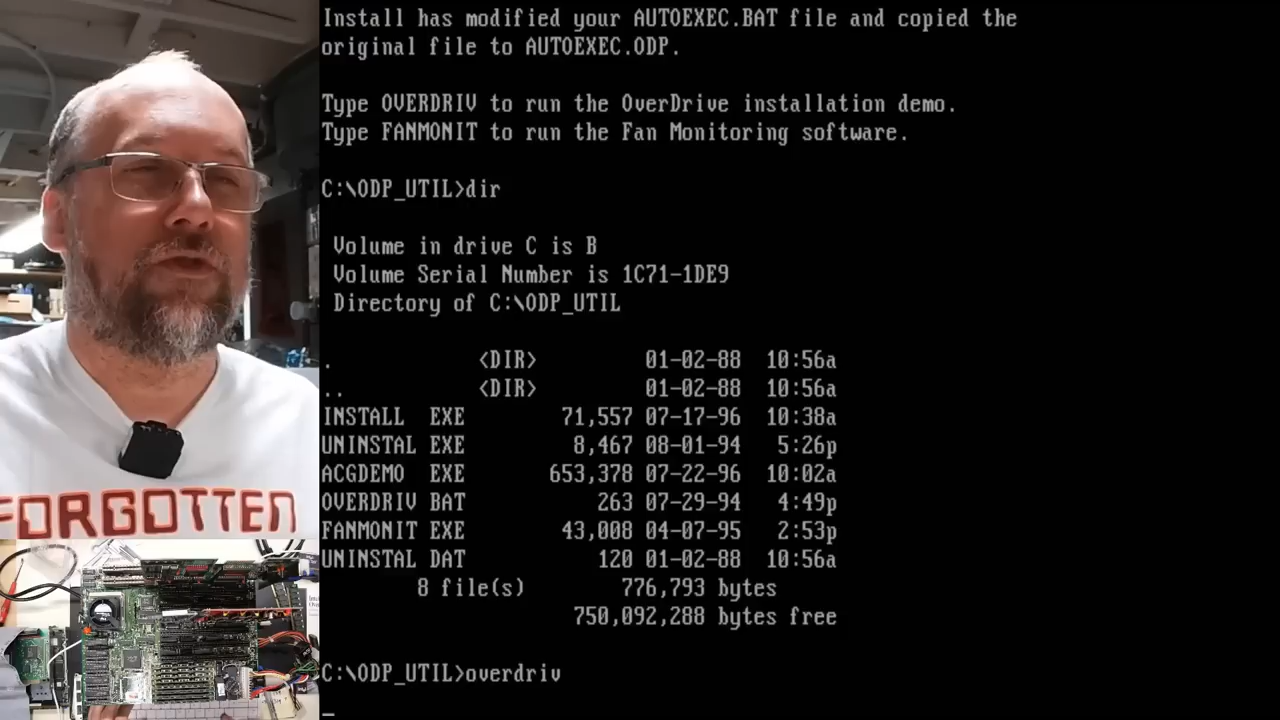 Install has modified your AUTOEXEC.BAT file and copied the
original file to AUTOEXEC.ODP.
Type OVERDRIV to run the OverDrive installation demo.
Type FANMONIT to run the Fan Monitoring software.
C:\ODP_UTIL>dir
Volume in drive C is B
Volume Serial Number is 1C71-1DE9
Directory of C:\ODP_UTIL
. <DIR> 01-02-88 10:56a
.. <DIR> 01-02-88 10:56a
INSTALL EXE 71,557 07-17-96 10:38a
UNINSTAL EXE 8,467 08-01-94 5:26p
ACGDEMO EXE 653,378 07-22-96 10:02a
OVERDRIV BAT 263 07-29-94 4:49p
FANMONIT EXE 43,008 04-07-95 2:53p
UNINSTAL DAT 120 01-02-88 10:56a
8 file(s) 776,793 bytes
750,092,288 bytes free
C:\ODP_UTIL>overdriv
_
FORGOTTEN